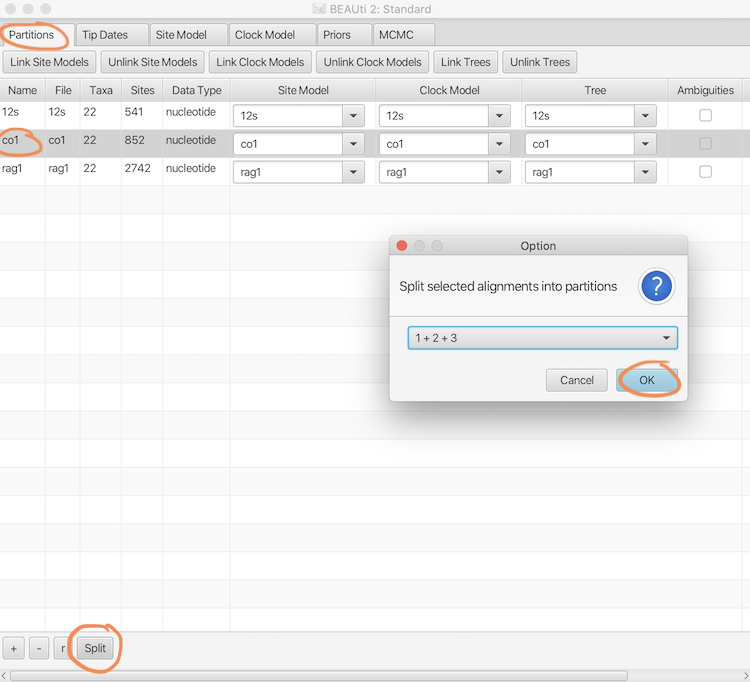 BEAUti 2: Standard
Partitions Tip Dates Site Model Clock Model Priors MCMC
Link Site Models Unlink Site Models Link Clock Models Unlink Clock Models Link Trees Unlink Trees
Name File Taxa Sites Data Type Site Model Clock Model Tree Ambiguities
12s 12s 22 541 nucleotide 12s 12s 12s
co1 co1 22 852 nucleotide co1 co1 co1
rag1 rag1 22 2742 nucleotide rag1 rag1 rag1
Option
Split selected alignments into partitions
?
1 + 2 + 3
Cancel OK
+ - r Split